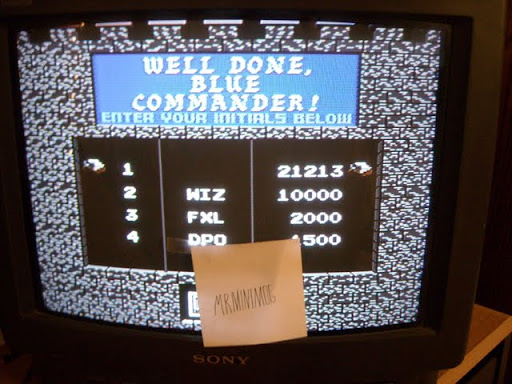 WELL DONE,
BLUE
COMMANDER!
ENTER YOUR INITIALS BELOW
1 21213
2 WIZ 10000
3 FXL 2000
4 DPO 1500
MRMINIMOG
SONY